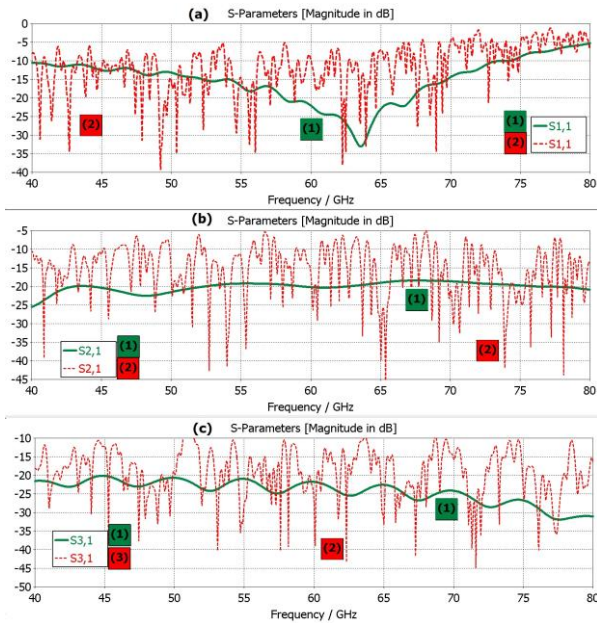 (a) S-Parameters [Magnitude in dB]
0
-5
-10
-15
-20
-25
-30
-35
-40
(2)
(1)
(1)
(2)
S1,1
S1,1
40 45 50 55 60 65 70 75 80
Frequency / GHz
(b) S-Parameters [Magnitude in dB]
-5
-10
-15
-20
-25
-30
-35
-40
-45
S2,1
S2,1
(1)
(2)
(1)
(2)
40 45 50 55 60 65 70 75 80
Frequency / GHz
(c) S-Parameters [Magnitude in dB]
-10
-15
-20
-25
-30
-35
-40
-45
-50
S3,1
S3,1
(1)
(3)
(2)
(1)
40 45 50 55 60 65 70 75 80
Frequency / GHz